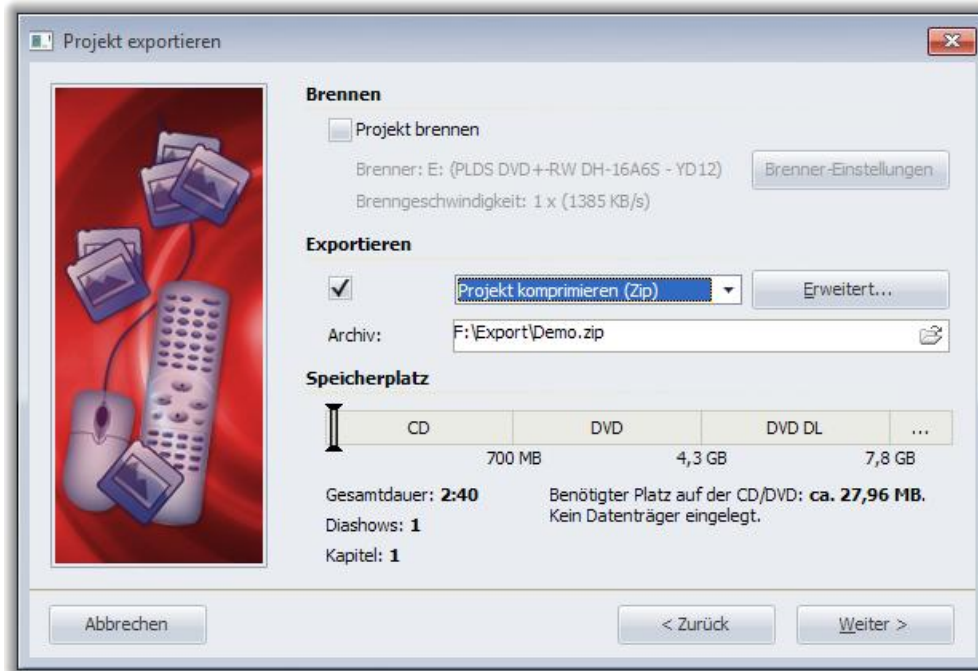 Projekt exportieren
Brennen
Projekt brennen
Brenner: E: (PLDS DVD+-RW DH-16A6S - YD12)
Brenner-Einstellungen
Brenngeschwindigkeit: 1 x (1385 KB/s)
Exportieren
Projekt komprimieren (Zip)
Erweitert...
Archiv:
F:\Export\Demo.zip
Speicherplatz
CD DVD DVD DL ...
700 MB 4,3 GB 7,8 GB
Gesamtdauer: 2:40
Benötigter Platz auf der CD/DVD: ca. 27,96 MB.
Kein Datenträger eingelegt.
Diashows: 1
Kapitel: 1
Abbrechen
< Zurück
Weiter >